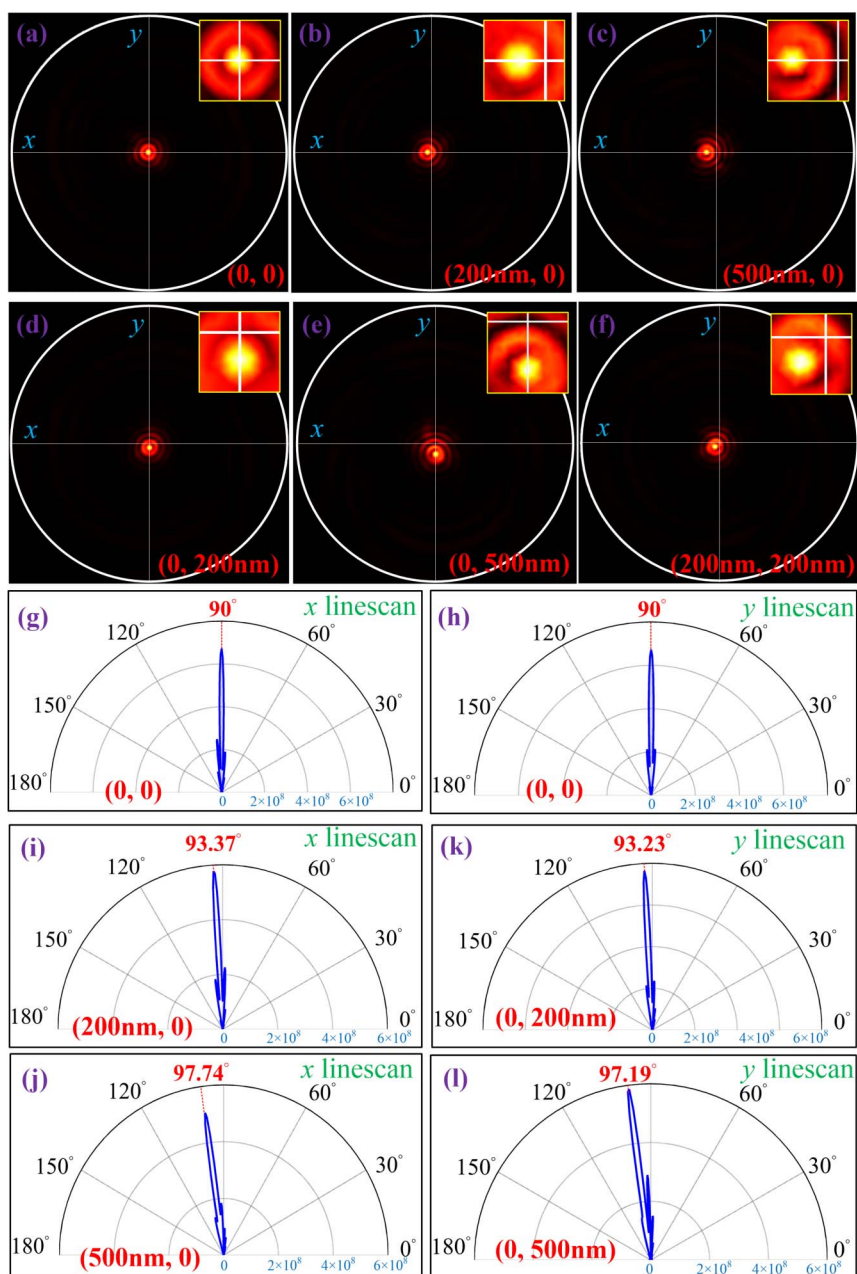 (a)
y
x
(0, 0)
(b)
y
x
(200nm, 0)
(c)
y
x
(500nm, 0)
(d)
y
x
(0, 200nm)
(e)
y
x
(0, 500nm)
(f)
y
x
(200nm, 200nm)
(g)
x linescan
90°
120°
60°
150°
30°
180°
0°
(0, 0)
0 2×10⁸ 4×10⁸ 6×10⁸
(h)
y linescan
90°
120°
60°
150°
30°
180°
0°
(0, 0)
0 2×10⁸ 4×10⁸ 6×10⁸
(i)
x linescan
93.37°
120°
60°
150°
30°
180°
0°
(200nm, 0)
0 2×10⁸ 4×10⁸ 6×10⁸
(k)
y linescan
93.23°
120°
60°
150°
30°
180°
0°
(0, 200nm)
0 2×10⁸ 4×10⁸ 6×10⁸
(j)
x linescan
97.74°
120°
60°
150°
30°
180°
0°
(500nm, 0)
0 2×10⁸ 4×10⁸ 6×10⁸
(l)
y linescan
97.19°
120°
60°
150°
30°
180°
0°
(0, 500nm)
0 2×10⁸ 4×10⁸ 6×10⁸